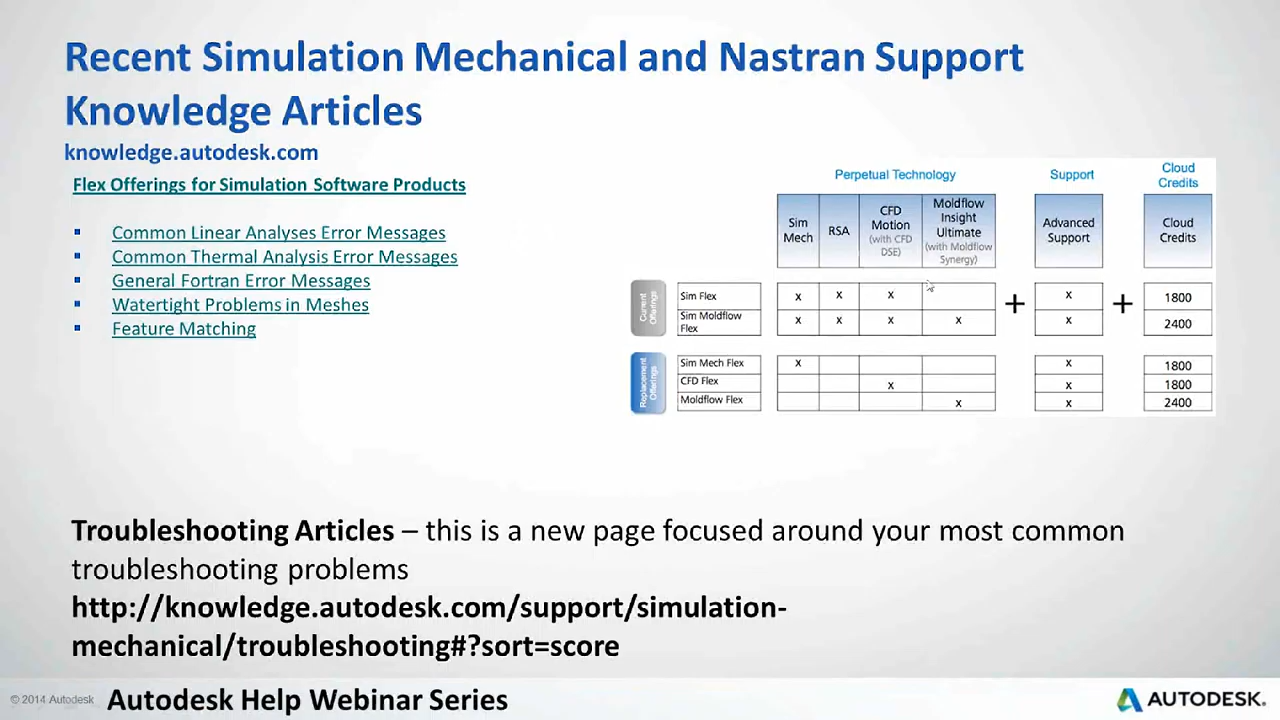 Recent Simulation Mechanical and Nastran Support
Knowledge Articles
knowledge.autodesk.com
Flex Offerings for Simulation Software Products
▪ Common Linear Analyses Error Messages
▪ Common Thermal Analysis Error Messages
▪ General Fortran Error Messages
▪ Watertight Problems in Meshes
▪ Feature Matching
Perpetual Technology Support Cloud
Credits
Sim
Mech
RSA
CFD
Motion
(with CFD
DSE)
Moldflow
Insight
Ultimate
(with Moldflow
Synergy)
Advanced
Support
Cloud
Credits
Current
Offerings
Sim Flex x x x + x + 1800
Sim Moldflow
Flex x x x x x 2400
Replacement
Offerings
Sim Mech Flex x x 1800
CFD Flex x x 1800
Moldflow Flex x x 2400
Troubleshooting Articles – this is a new page focused around your most common
troubleshooting problems
http://knowledge.autodesk.com/support/simulation-
mechanical/troubleshooting#?sort=score
© 2014 Autodesk Autodesk Help Webinar Series AUTODESK.